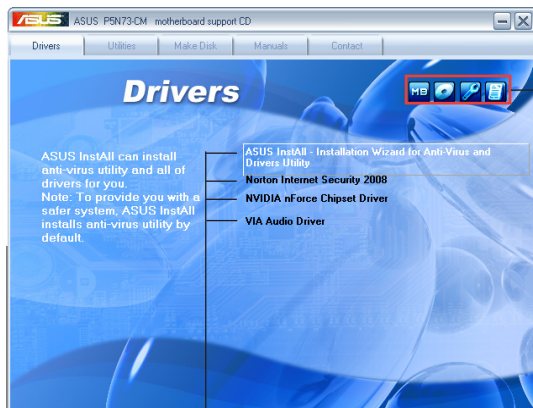 ASUS ASUS P5N73-CM motherboard support CD
Drivers Utilities Make Disk Manuals Contact
Drivers
MB
ASUS InstAll can install
anti-virus utility and all of
drivers for you.
Note: To provide you with a
safer system, ASUS InstAll
installs anti-virus utility by
default.
ASUS InstAll - Installation Wizard for Anti-Virus and
Drivers Utility
Norton Internet Security 2008
NVIDIA nForce Chipset Driver
VIA Audio Driver